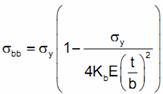 σbb = σy ( 1 - σy / ( 4KbE (t/b)² ) )